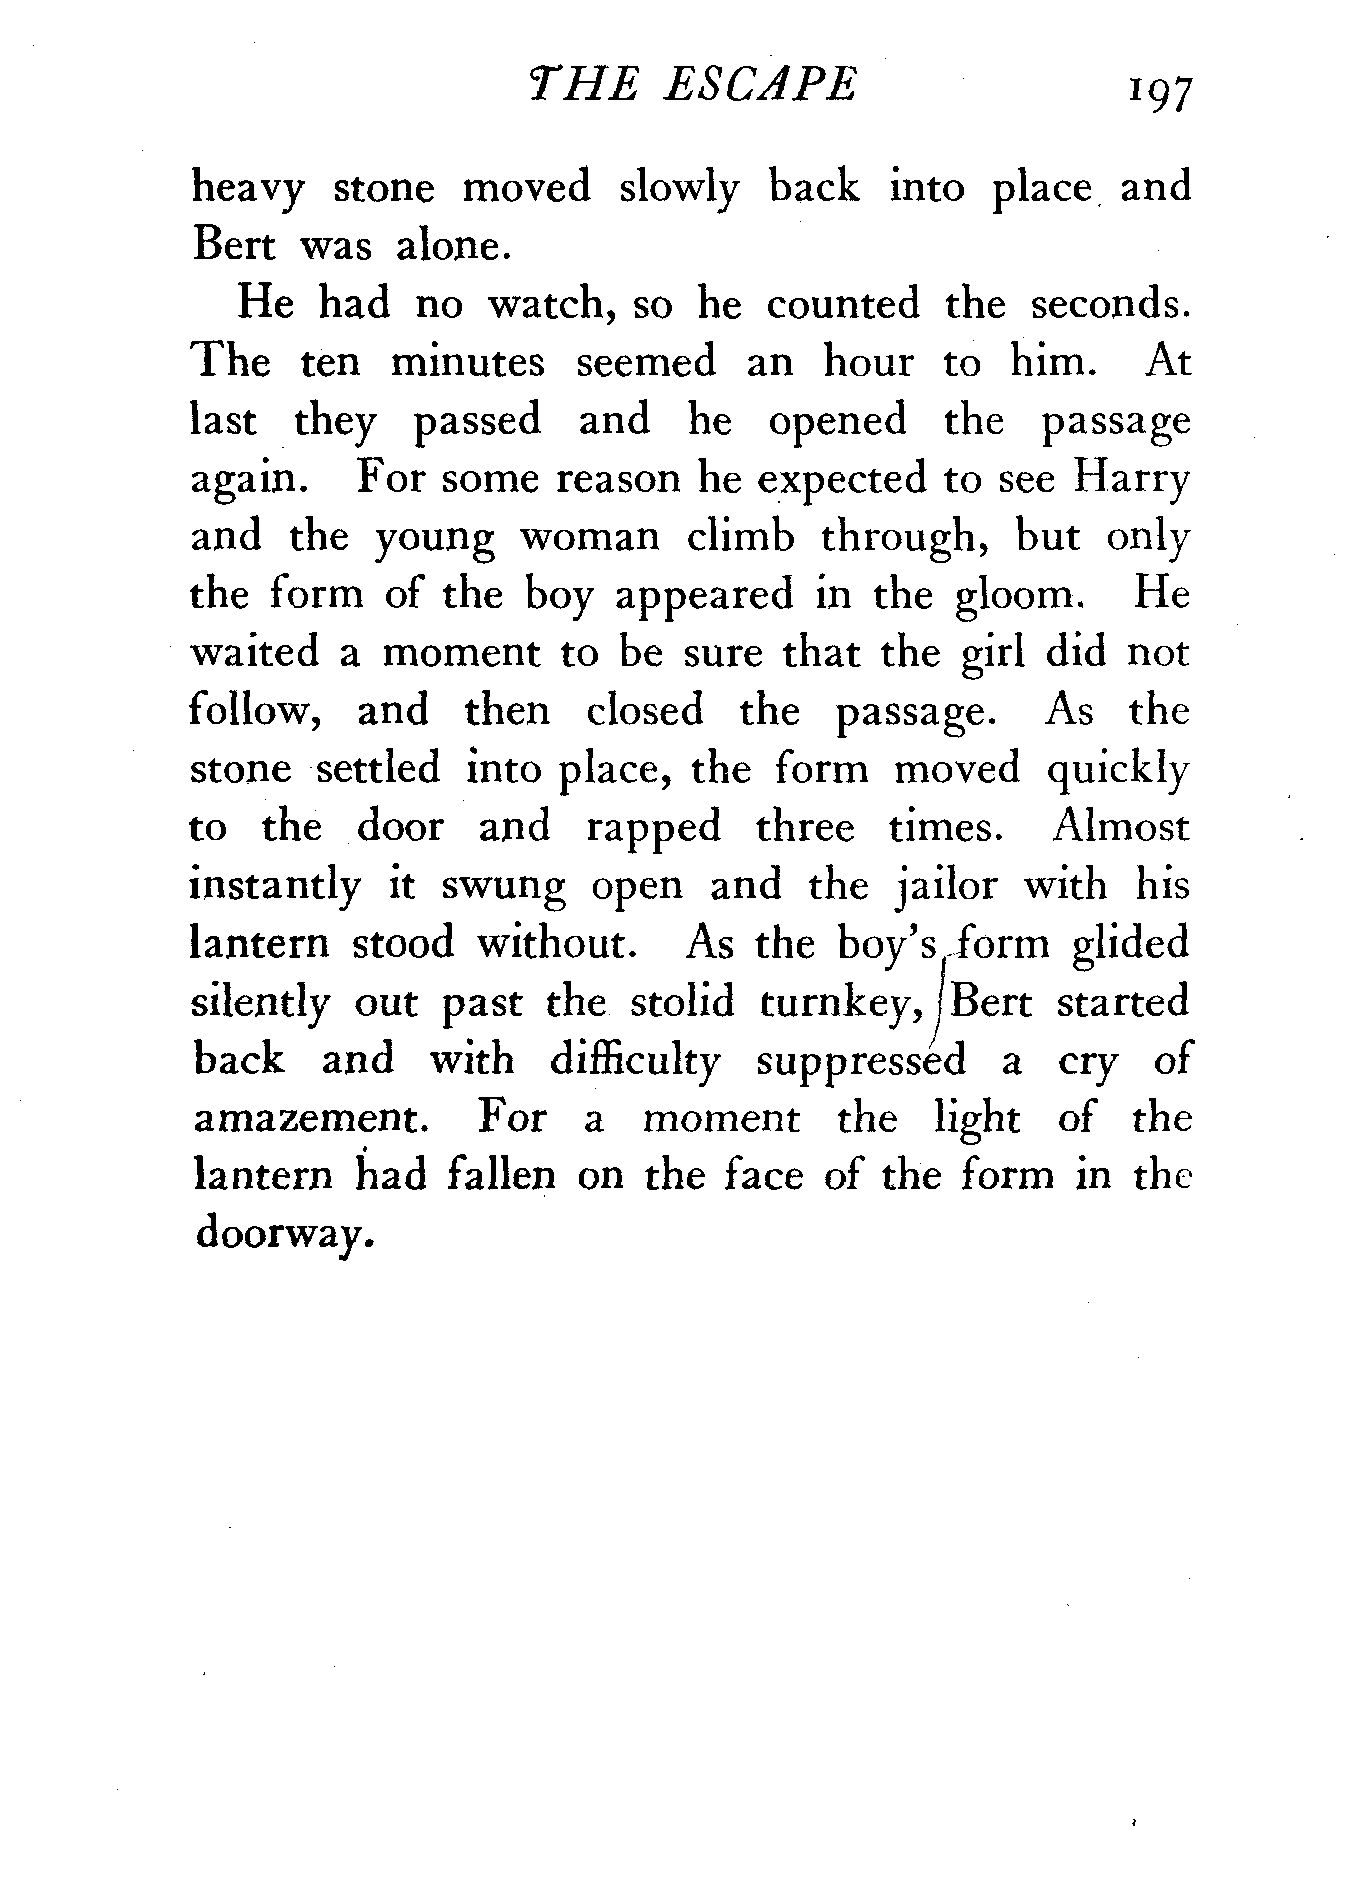 THE ESCAPE 197
heavy stone moved slowly back into place and
Bert was alone.
He had no watch, so he counted the seconds.
The ten minutes seemed an hour to him. At
last they passed and he opened the passage
again. For some reason he expected to see Harry
and the young woman climb through, but only
the form of the boy appeared in the gloom. He
waited a moment to be sure that the girl did not
follow, and then closed the passage. As the
stone settled into place, the form moved quickly
to the door and rapped three times. Almost
instantly it swung open and the jailor with his
lantern stood without. As the boy's form glided
silently out past the stolid turnkey, Bert started
back and with difficulty suppressed a cry of
amazement. For a moment the light of the
lantern had fallen on the face of the form in the
doorway.